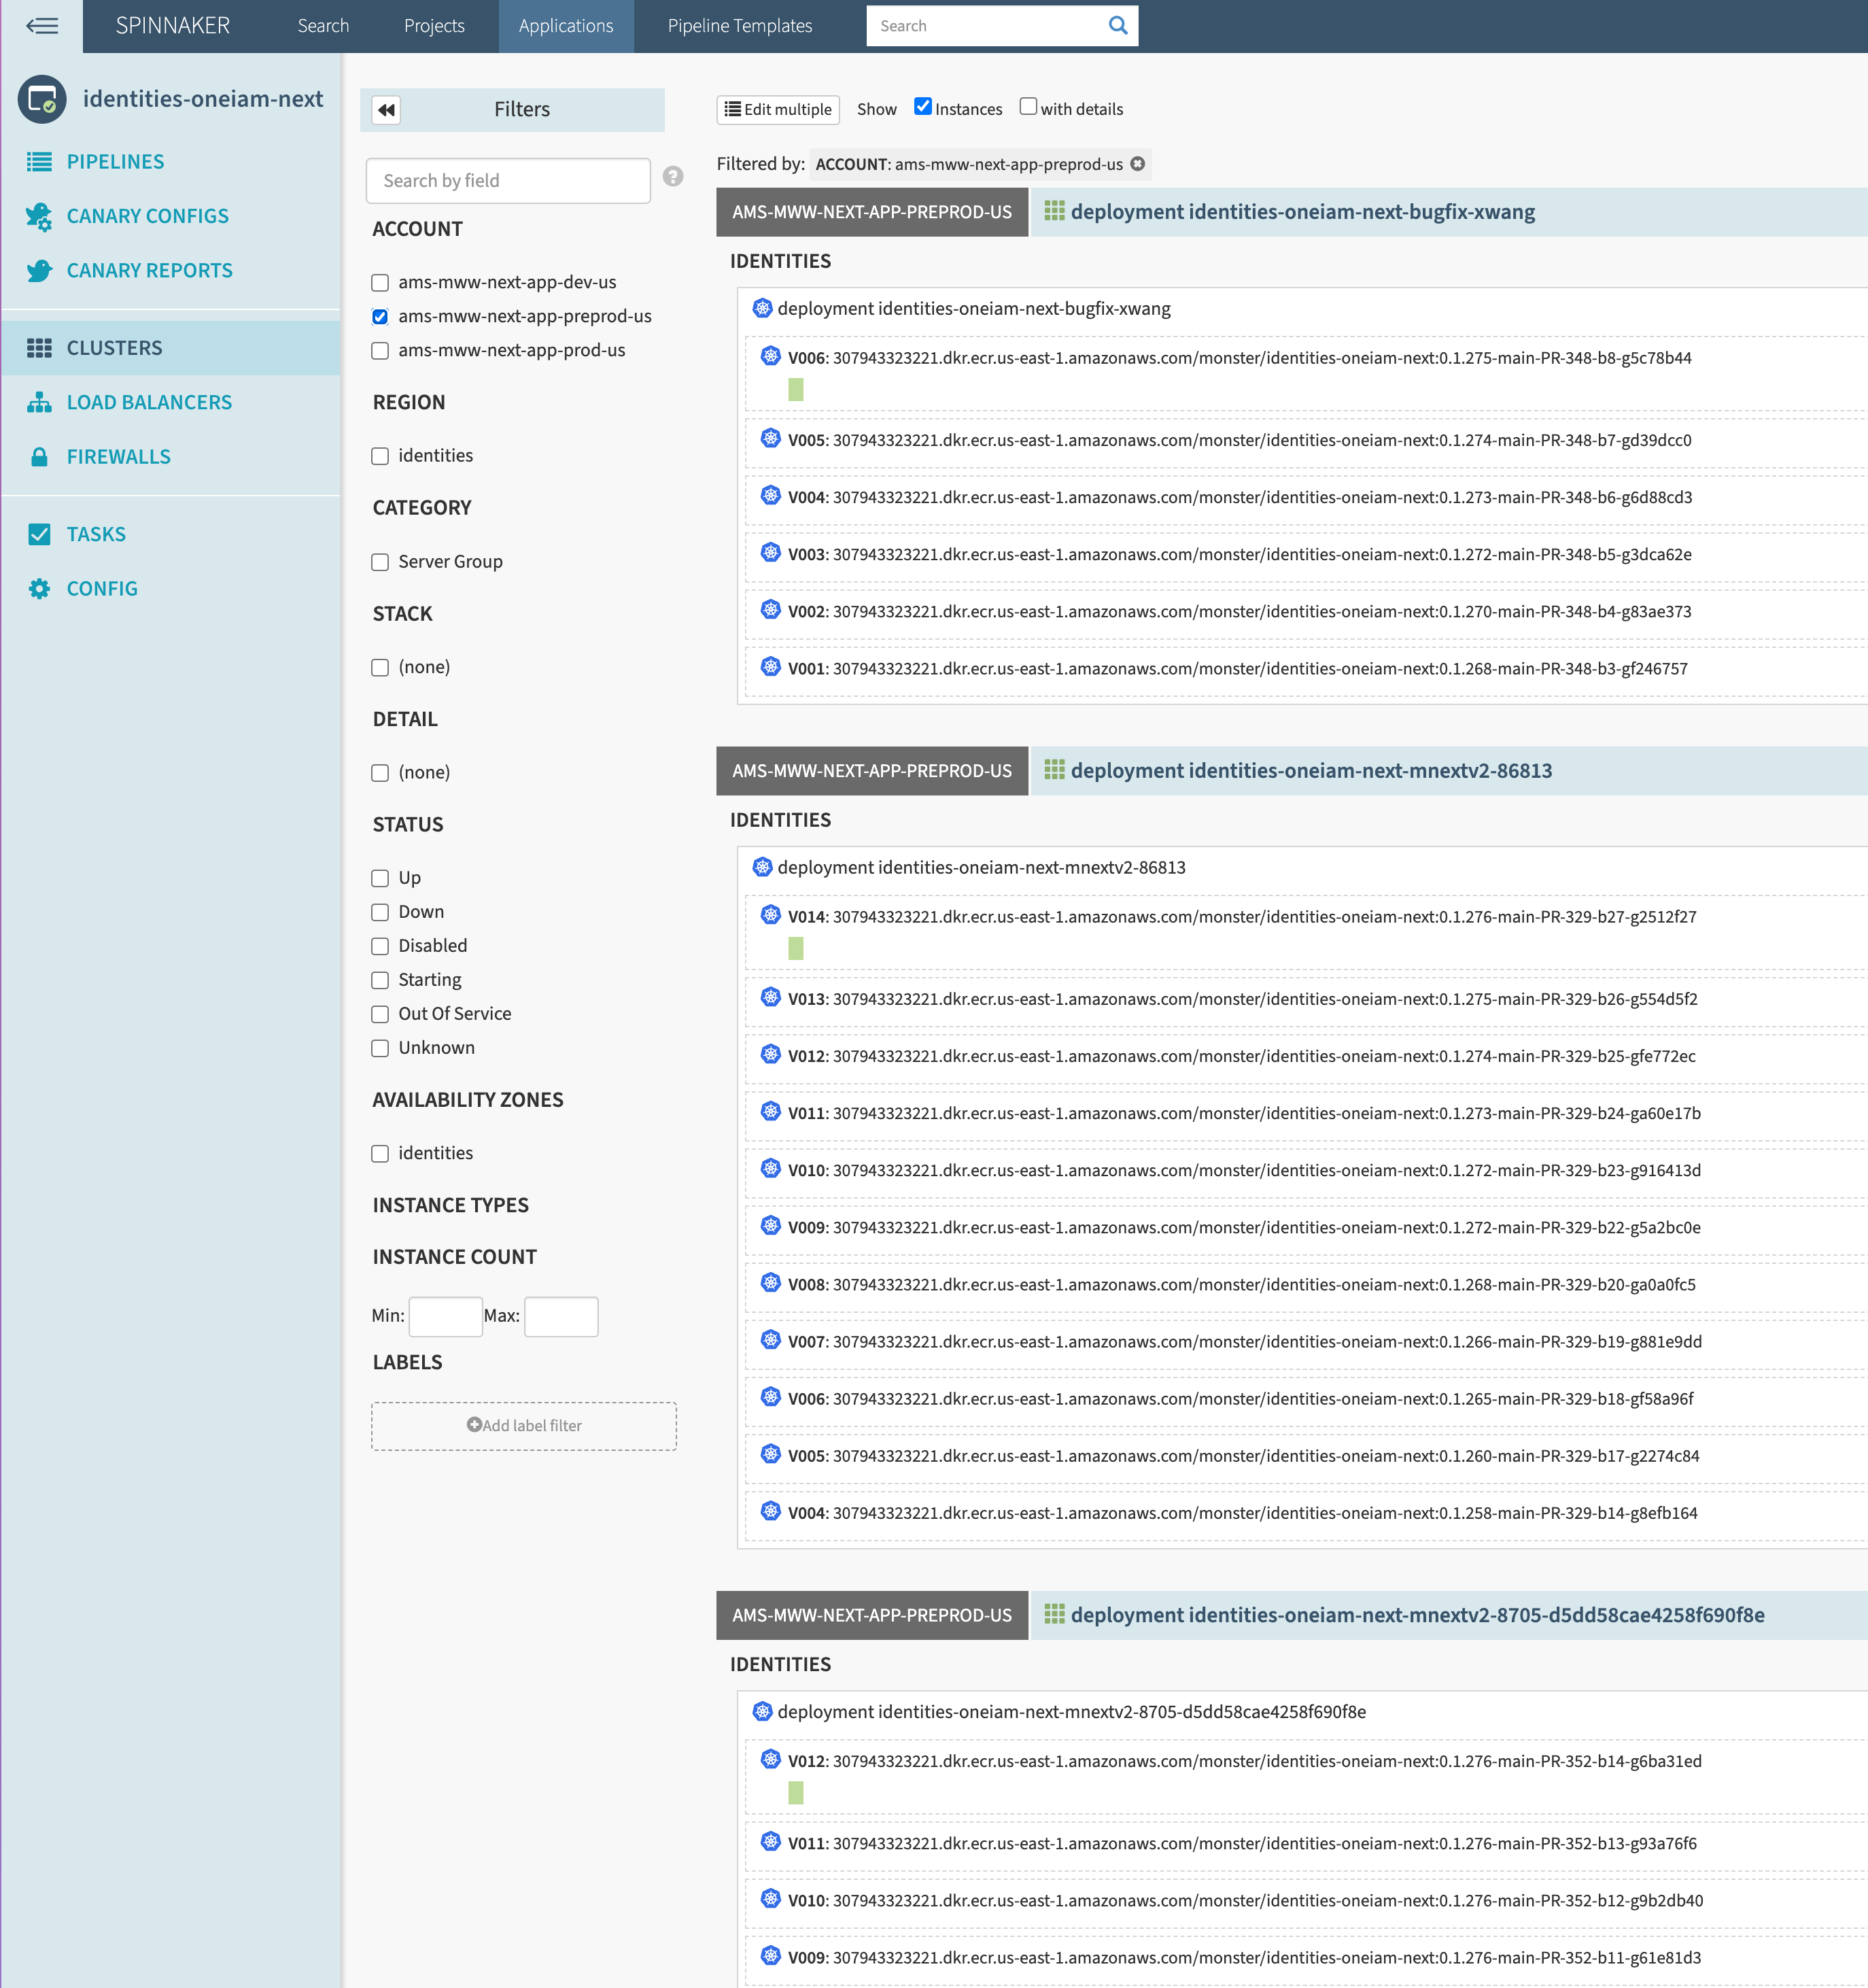 SPINNAKER Search Projects Applications Pipeline Templates Search
identities-oneiam-next
PIPELINES
CANARY CONFIGS
CANARY REPORTS
CLUSTERS
LOAD BALANCERS
FIREWALLS
TASKS
CONFIG
Filters
Search by field
?
ACCOUNT
ams-mww-next-app-dev-us
ams-mww-next-app-preprod-us
ams-mww-next-app-prod-us
REGION
identities
CATEGORY
Server Group
STACK
(none)
DETAIL
(none)
STATUS
Up
Down
Disabled
Starting
Out Of Service
Unknown
AVAILABILITY ZONES
identities
INSTANCE TYPES
INSTANCE COUNT
Min: Max:
LABELS
Add label filter
Edit multiple Show Instances with details
Filtered by: ACCOUNT: ams-mww-next-app-preprod-us
AMS-MWW-NEXT-APP-PREPROD-US deployment identities-oneiam-next-bugfix-xwang
IDENTITIES
deployment identities-oneiam-next-bugfix-xwang
V006: 307943323221.dkr.ecr.us-east-1.amazonaws.com/monster/identities-oneiam-next:0.1.275-main-PR-348-b8-g5c78b44
V005: 307943323221.dkr.ecr.us-east-1.amazonaws.com/monster/identities-oneiam-next:0.1.274-main-PR-348-b7-gd39dcc0
V004: 307943323221.dkr.ecr.us-east-1.amazonaws.com/monster/identities-oneiam-next:0.1.273-main-PR-348-b6-g6d88cd3
V003: 307943323221.dkr.ecr.us-east-1.amazonaws.com/monster/identities-oneiam-next:0.1.272-main-PR-348-b5-g3dca62e
V002: 307943323221.dkr.ecr.us-east-1.amazonaws.com/monster/identities-oneiam-next:0.1.270-main-PR-348-b4-g83ae373
V001: 307943323221.dkr.ecr.us-east-1.amazonaws.com/monster/identities-oneiam-next:0.1.268-main-PR-348-b3-gf246757
AMS-MWW-NEXT-APP-PREPROD-US deployment identities-oneiam-next-mnextv2-86813
IDENTITIES
deployment identities-oneiam-next-mnextv2-86813
V014: 307943323221.dkr.ecr.us-east-1.amazonaws.com/monster/identities-oneiam-next:0.1.276-main-PR-329-b27-g2512f27
V013: 307943323221.dkr.ecr.us-east-1.amazonaws.com/monster/identities-oneiam-next:0.1.275-main-PR-329-b26-g554d5f2
V012: 307943323221.dkr.ecr.us-east-1.amazonaws.com/monster/identities-oneiam-next:0.1.274-main-PR-329-b25-gfe772ec
V011: 307943323221.dkr.ecr.us-east-1.amazonaws.com/monster/identities-oneiam-next:0.1.273-main-PR-329-b24-ga60e17b
V010: 307943323221.dkr.ecr.us-east-1.amazonaws.com/monster/identities-oneiam-next:0.1.272-main-PR-329-b23-g916413d
V009: 307943323221.dkr.ecr.us-east-1.amazonaws.com/monster/identities-oneiam-next:0.1.272-main-PR-329-b22-g5a2bc0e
V008: 307943323221.dkr.ecr.us-east-1.amazonaws.com/monster/identities-oneiam-next:0.1.268-main-PR-329-b20-ga0a0fc5
V007: 307943323221.dkr.ecr.us-east-1.amazonaws.com/monster/identities-oneiam-next:0.1.266-main-PR-329-b19-g881e9dd
V006: 307943323221.dkr.ecr.us-east-1.amazonaws.com/monster/identities-oneiam-next:0.1.265-main-PR-329-b18-gf58a96f
V005: 307943323221.dkr.ecr.us-east-1.amazonaws.com/monster/identities-oneiam-next:0.1.260-main-PR-329-b17-g2274c84
V004: 307943323221.dkr.ecr.us-east-1.amazonaws.com/monster/identities-oneiam-next:0.1.258-main-PR-329-b14-g8efb164
AMS-MWW-NEXT-APP-PREPROD-US deployment identities-oneiam-next-mnextv2-8705-d5dd58cae4258f690f8e
IDENTITIES
deployment identities-oneiam-next-mnextv2-8705-d5dd58cae4258f690f8e
V012: 307943323221.dkr.ecr.us-east-1.amazonaws.com/monster/identities-oneiam-next:0.1.276-main-PR-352-b14-g6ba31ed
V011: 307943323221.dkr.ecr.us-east-1.amazonaws.com/monster/identities-oneiam-next:0.1.276-main-PR-352-b13-g93a76f6
V010: 307943323221.dkr.ecr.us-east-1.amazonaws.com/monster/identities-oneiam-next:0.1.276-main-PR-352-b12-g9b2db40
V009: 307943323221.dkr.ecr.us-east-1.amazonaws.com/monster/identities-oneiam-next:0.1.276-main-PR-352-b11-g61e81d3